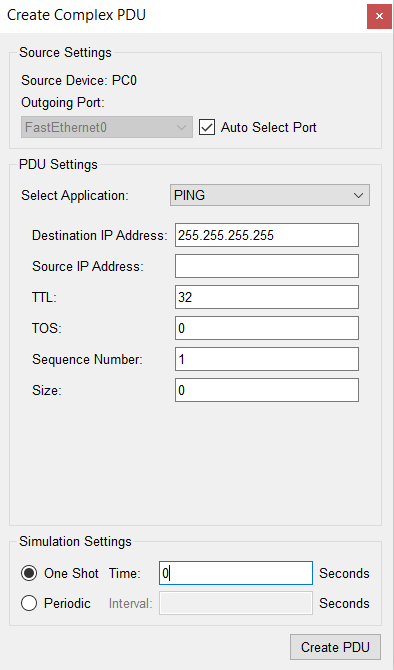 Create Complex PDU
Source Settings
Source Device: PC0
Outgoing Port:
FastEthernet0 Auto Select Port
PDU Settings
Select Application: PING
Destination IP Address: 255.255.255.255
Source IP Address:
TTL: 32
TOS: 0
Sequence Number: 1
Size: 0
Simulation Settings
One Shot Time: 0 Seconds
Periodic Interval: Seconds
Create PDU